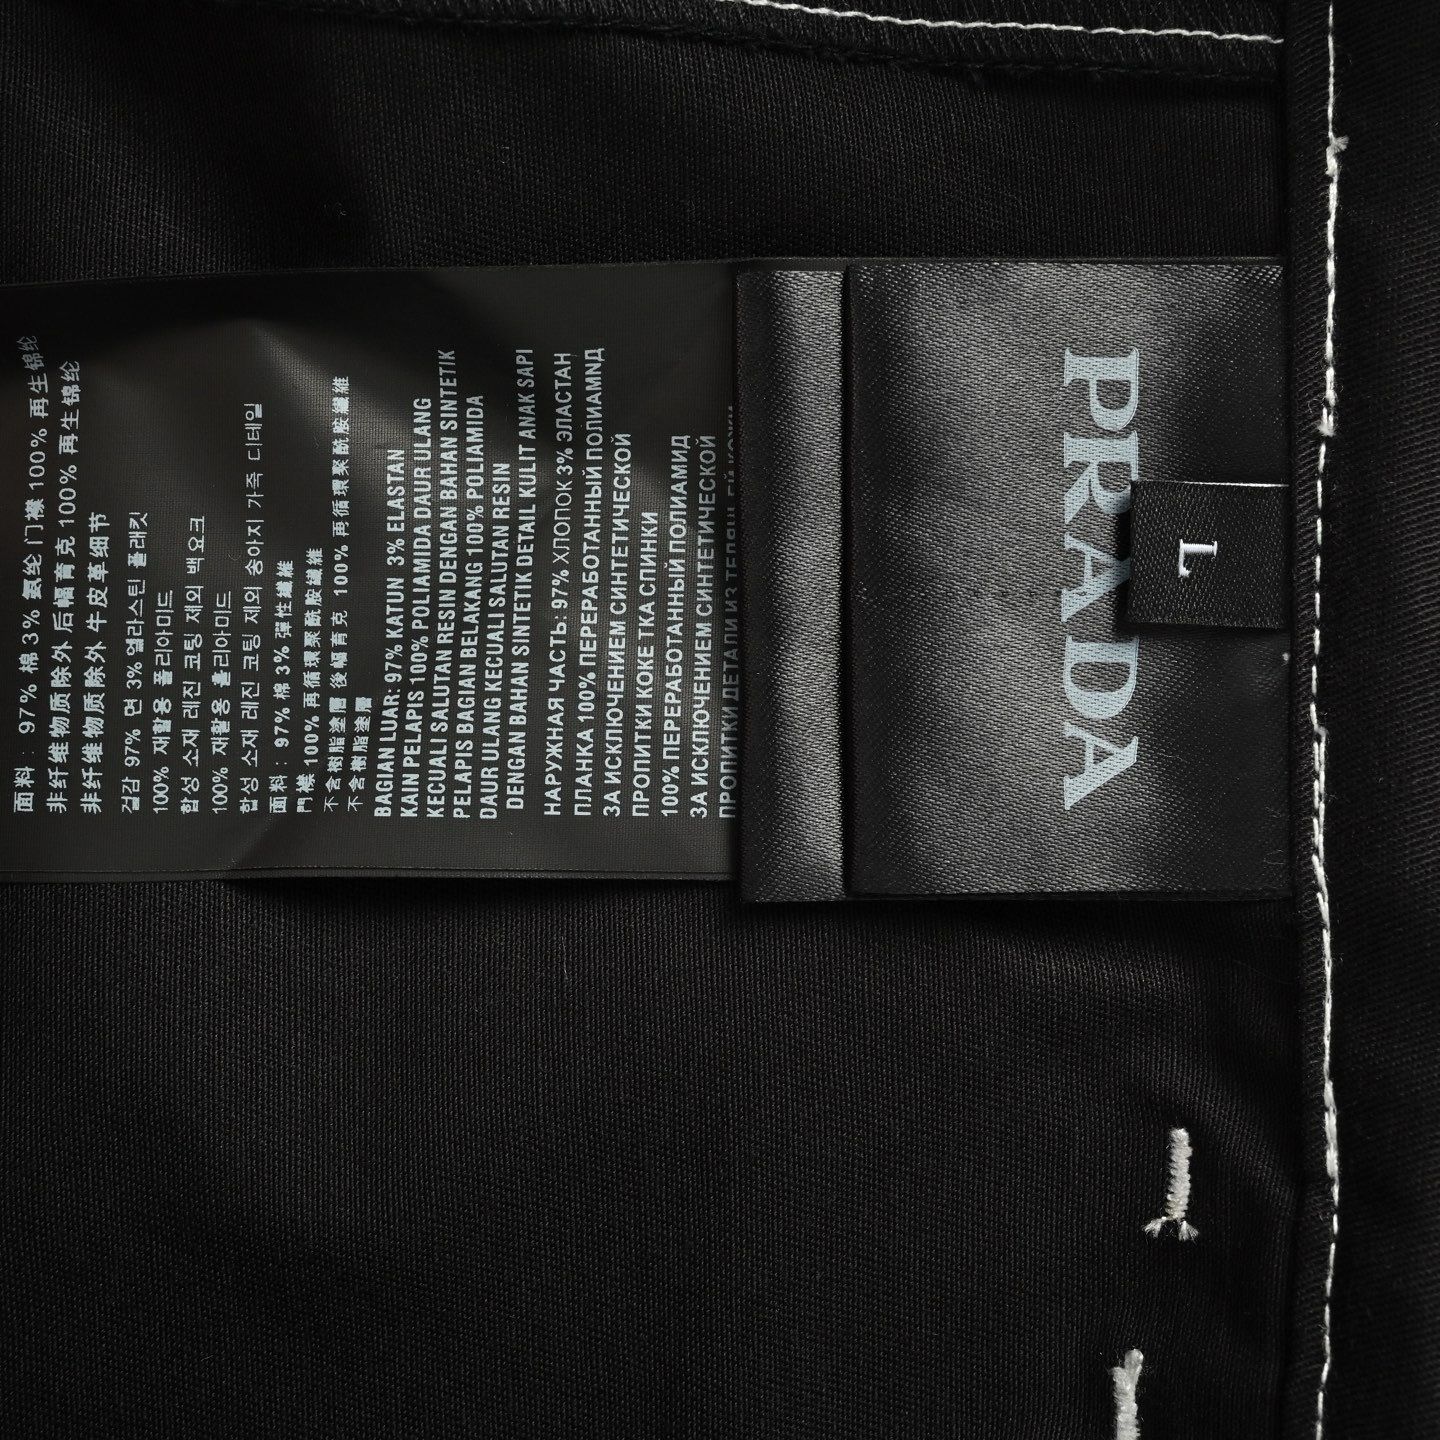 面料：97% 棉 3% 氨纶 门襟 100% 再生锦纶
非纤维物质除外 后幅育克 100% 再生锦纶
非纤维物质除外 牛皮革细节
겉감 97% 면 3% 엘라스틴 플래킷
100% 재활용 폴리아미드
합성 소재 레진 코팅 제외 백 요크
100% 재활용 폴리아미드
합성 소재 레진 코팅 제외 송아지 가죽 디테일
面料：97% 棉 3% 彈性纖維
門襟 100% 再循環聚酰胺纖維
不含樹脂塗層 後幅育克 100% 再循環聚酰胺纖維
不含樹脂塗層
BAGIAN LUAR: 97% KATUN 3% ELASTAN
KAIN PELAPIS 100% POLIAMIDA DAUR ULANG
KECUALI SALUTAN RESIN DENGAN BAHAN SINTETIK
PELAPIS BAGIAN BELAKANG 100% POLIAMIDA
DAUR ULANG KECUALI SALUTAN RESIN
DENGAN BAHAN SINTETIK DETAIL KULIT ANAK SAPI
НАРУЖНАЯ ЧАСТЬ: 97% ХЛОПОК 3% ЭЛАСТАН
ПЛАНКА 100% ПЕРЕРАБОТАННЫЙ ПОЛИАМNД
ЗА ИСКЛЮЧЕНИЕМ СИНТЕТИЧЕСКОЙ
ПРОПИТКИ КОКЕ ТКА СПИНКИ
100% ПЕРЕРАБОТАННЫЙ ПОЛИАМИД
ЗА ИСКЛЮЧЕНИЕМ СИНТЕТИЧЕСКОЙ
ПРОПИТКИ ДЕТАЛИ ИЗ
PRADA
L